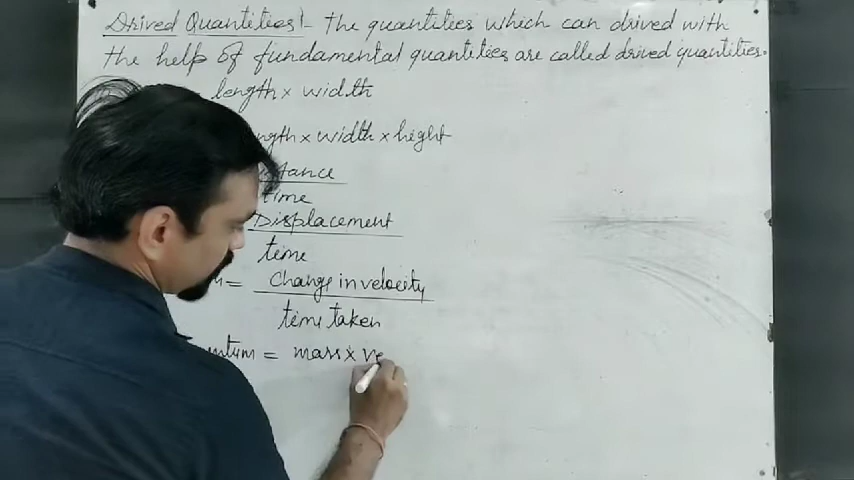 Drived Quantities:- The quantities which can drived with
the help of fundamental quantities are called drived quantities.
length x width
ngth x width x height
stance
time
Displacement
time
= Change in velocity
time taken
ntum = mass x ve